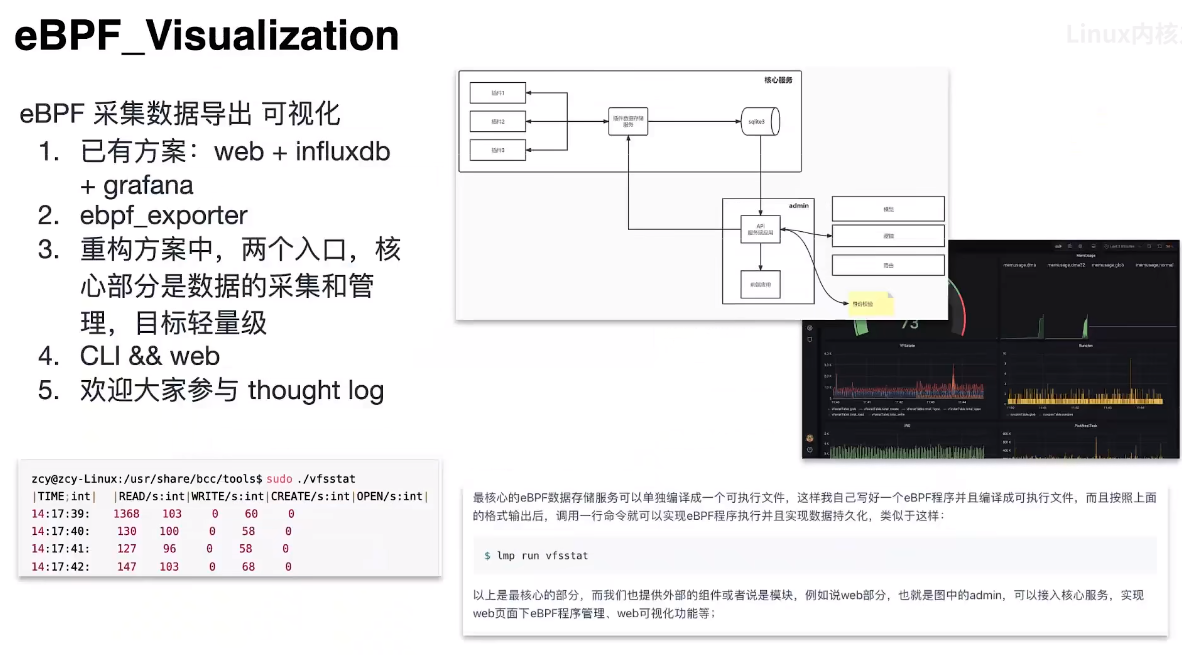 eBPF_Visualization
Linux内核
eBPF 采集数据导出 可视化
1. 已有方案：web + influxdb
+ grafana
2. ebpf_exporter
3. 重构方案中，两个入口，核
心部分是数据的采集和管
理，目标轻量级
4. CLI && web
5. 欢迎大家参与 thought log
核心服务
插件1
插件2
插件3
插件数据存储
服务
sqlite3
admin
API
服务端应用
前端应用
模型
逻辑
身份校验
73
zcy@zcy-Linux:/usr/share/bcc/tools$ sudo ./vfsstat
|TIME;int| |READ/s:int|WRITE/s:int|CREATE/s:int|OPEN/s:int|
14:17:39: 1368 103 0 60 0
14:17:40: 130 100 0 58 0
14:17:41: 127 96 0 58 0
14:17:42: 147 103 0 68 0
最核心的eBPF数据存储服务可以单独编译成一个可执行文件，这样我自己写好一个eBPF程序并且编译成可执行文件，而且按照上面
的格式输出后，调用一行命令就可以实现eBPF程序执行并且实现数据持久化，类似于这样：
$ lmp run vfsstat
以上是最核心的部分，而我们也提供外部的组件或者说是模块，例如说web部分，也就是图中的admin，可以接入核心服务，实现
web页面下eBPF程序管理、web可视化功能等；